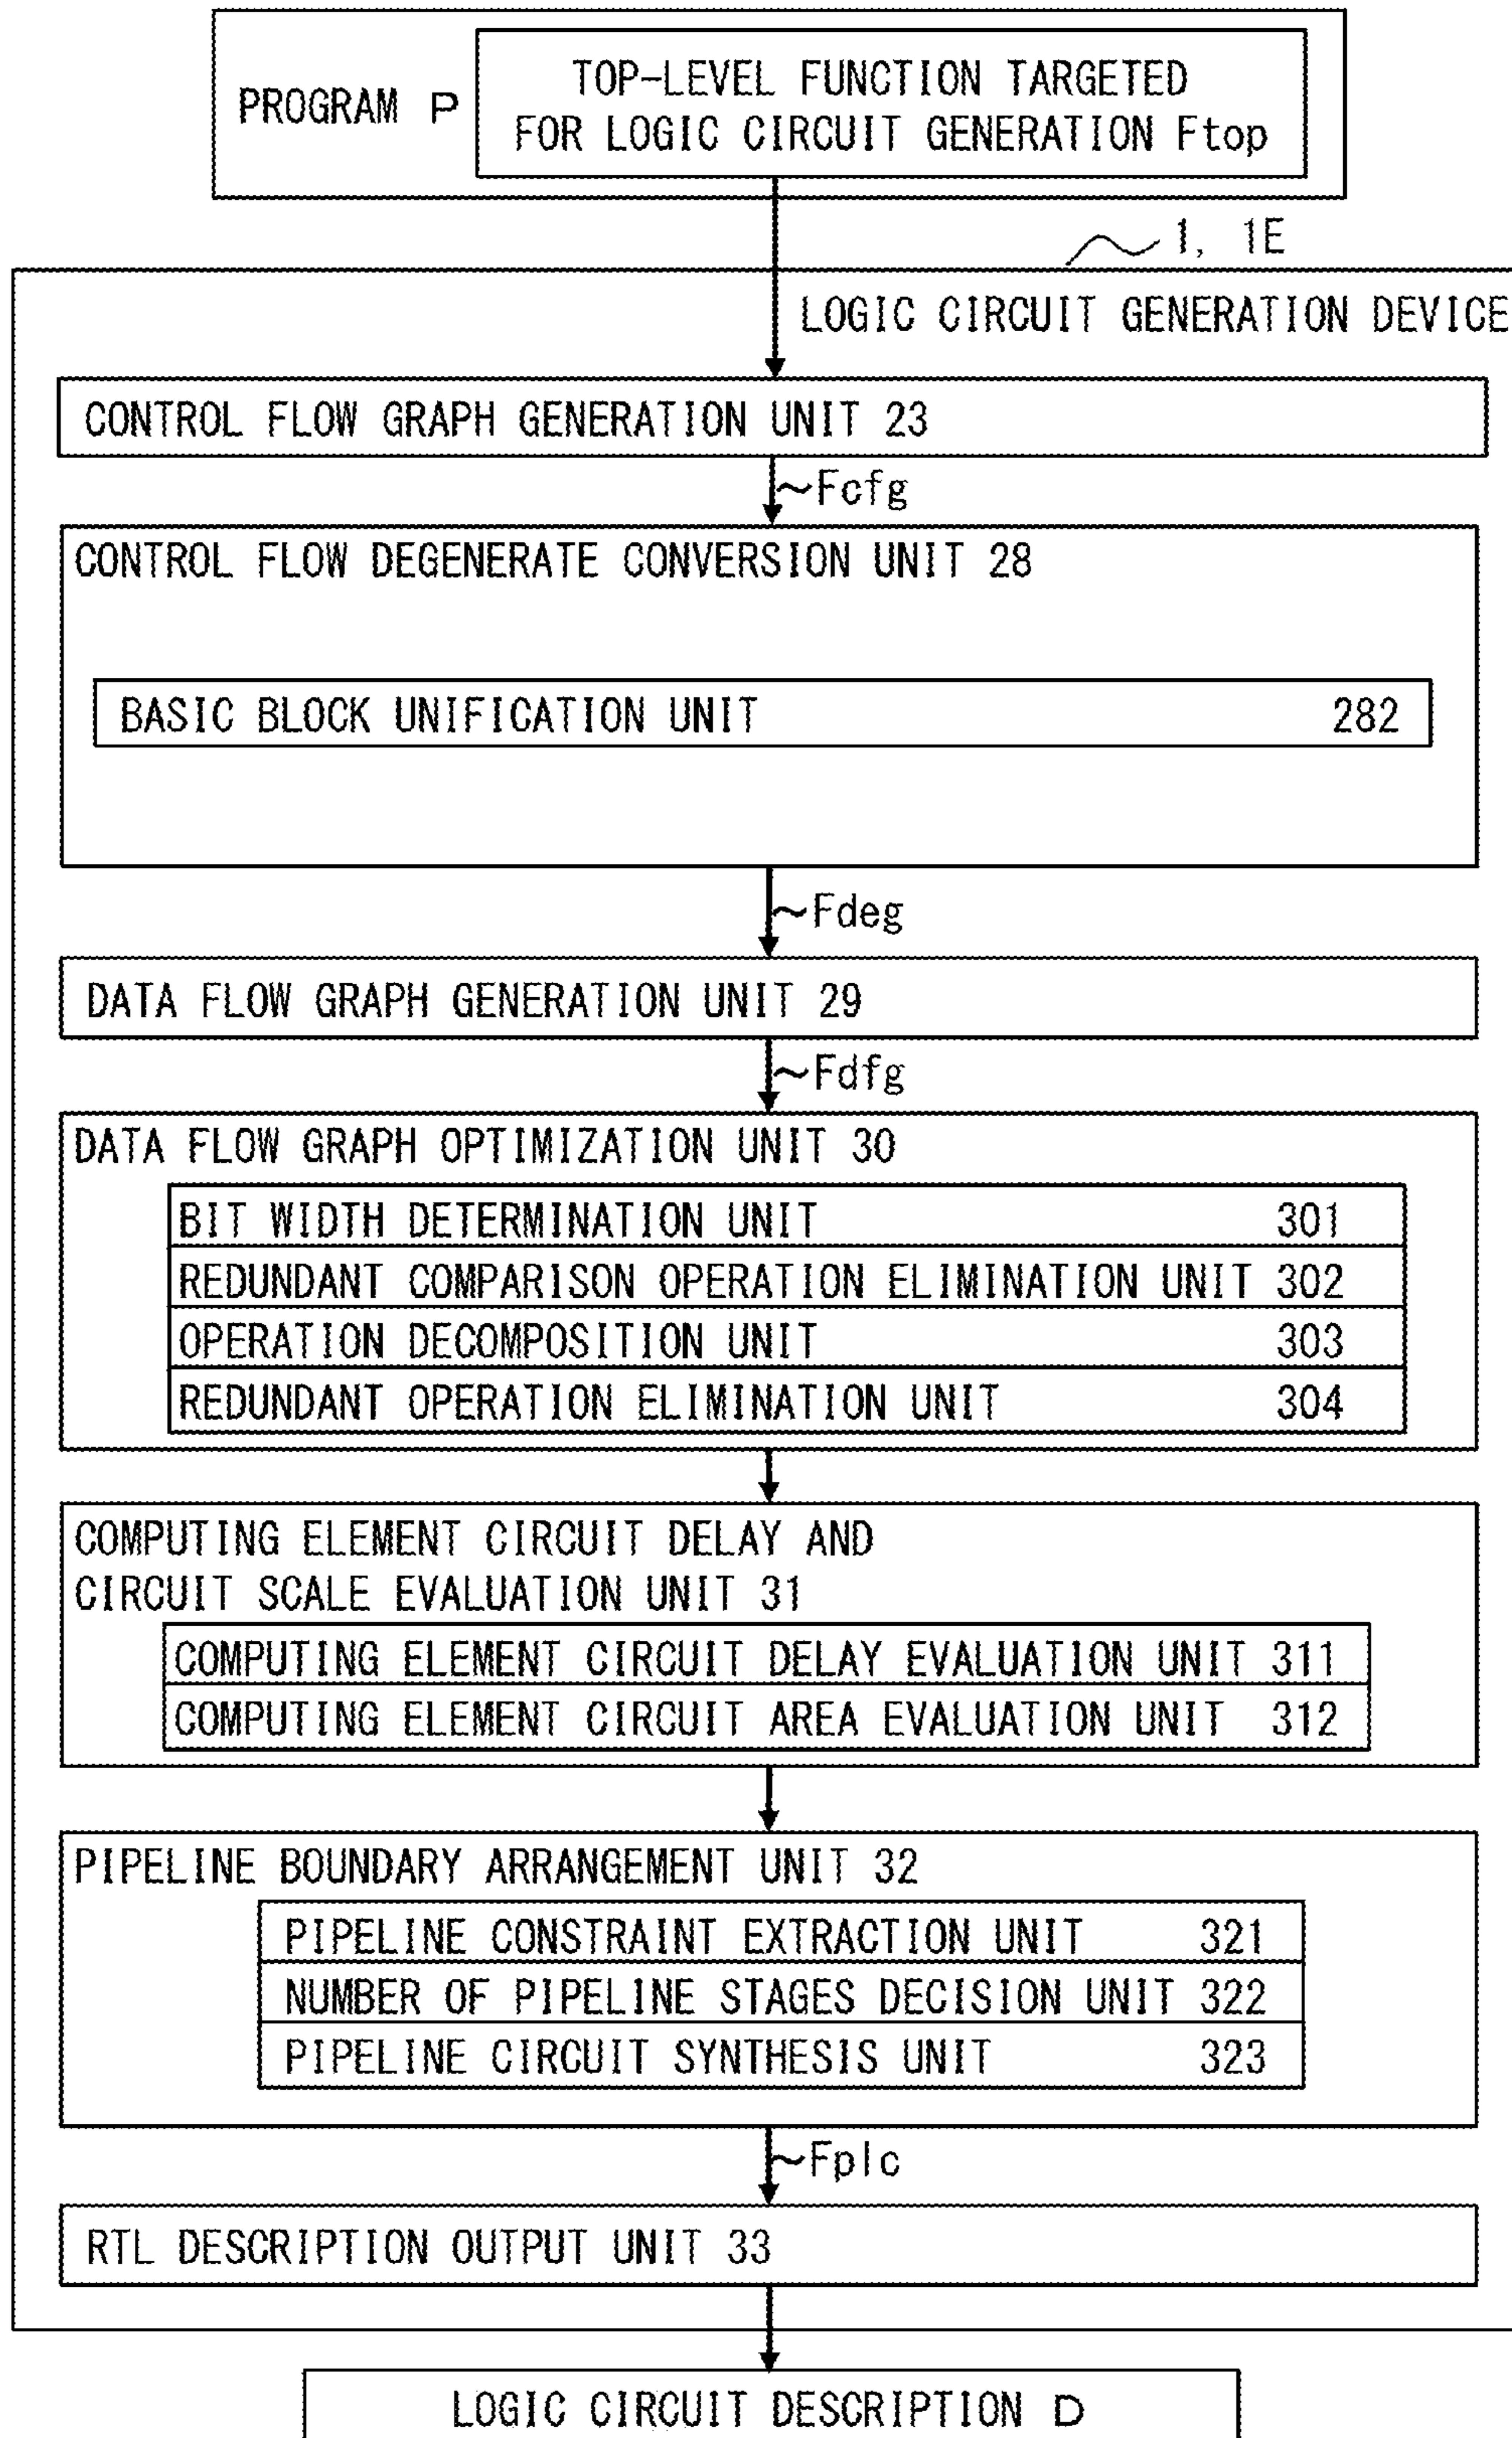 PROGRAM P
TOP-LEVEL FUNCTION TARGETED
FOR LOGIC CIRCUIT GENERATION Ftop
1, 1E
LOGIC CIRCUIT GENERATION DEVICE
CONTROL FLOW GRAPH GENERATION UNIT 23
~Fcfg
CONTROL FLOW DEGENERATE CONVERSION UNIT 28
BASIC BLOCK UNIFICATION UNIT 282
~Fdeg
DATA FLOW GRAPH GENERATION UNIT 29
~Fdfg
DATA FLOW GRAPH OPTIMIZATION UNIT 30
BIT WIDTH DETERMINATION UNIT 301
REDUNDANT COMPARISON OPERATION ELIMINATION UNIT 302
OPERATION DECOMPOSITION UNIT 303
REDUNDANT OPERATION ELIMINATION UNIT 304
COMPUTING ELEMENT CIRCUIT DELAY AND
CIRCUIT SCALE EVALUATION UNIT 31
COMPUTING ELEMENT CIRCUIT DELAY EVALUATION UNIT 311
COMPUTING ELEMENT CIRCUIT AREA EVALUATION UNIT 312
PIPELINE BOUNDARY ARRANGEMENT UNIT 32
PIPELINE CONSTRAINT EXTRACTION UNIT 321
NUMBER OF PIPELINE STAGES DECISION UNIT 322
PIPELINE CIRCUIT SYNTHESIS UNIT 323
~Fplc
RTL DESCRIPTION OUTPUT UNIT 33
LOGIC CIRCUIT DESCRIPTION D